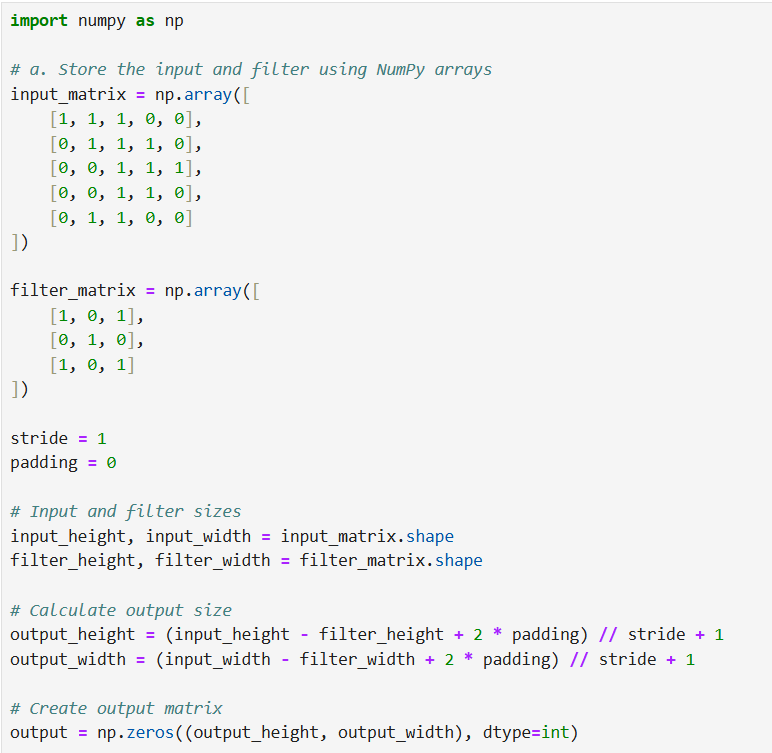 import numpy as np

# a. Store the input and filter using NumPy arrays
input_matrix = np.array([
    [1, 1, 1, 0, 0],
    [0, 1, 1, 1, 0],
    [0, 0, 1, 1, 1],
    [0, 0, 1, 1, 0],
    [0, 1, 1, 0, 0]
])

filter_matrix = np.array([
    [1, 0, 1],
    [0, 1, 0],
    [1, 0, 1]
])

stride = 1
padding = 0

# Input and filter sizes
input_height, input_width = input_matrix.shape
filter_height, filter_width = filter_matrix.shape

# Calculate output size
output_height = (input_height - filter_height + 2 * padding) // stride + 1
output_width = (input_width - filter_width + 2 * padding) // stride + 1

# Create output matrix
output = np.zeros((output_height, output_width), dtype=int)